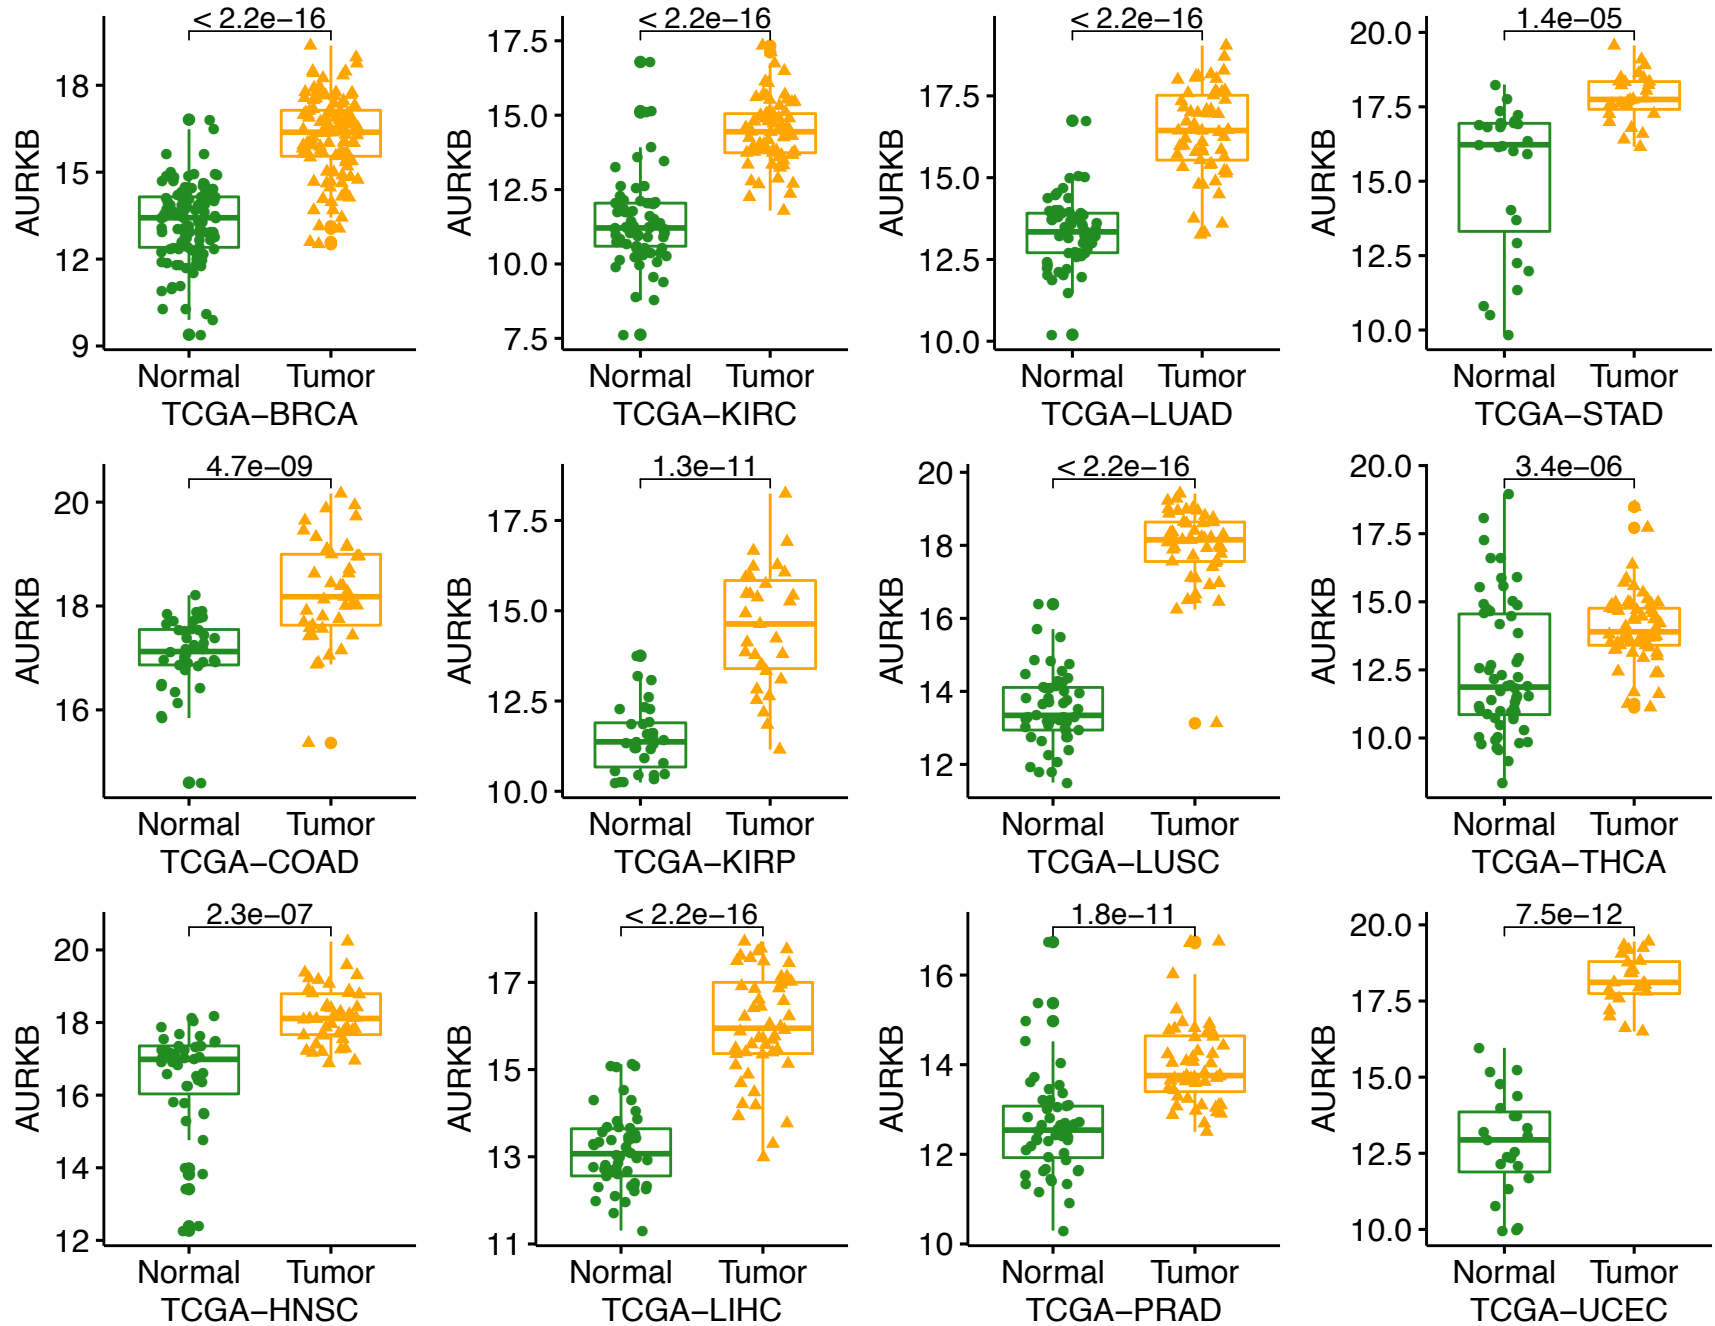 < 2.2e−16
AURKB
18
15
12
9
Normal Tumor
TCGA−BRCA
< 2.2e−16
AURKB
17.5
15.0
12.5
10.0
7.5
Normal Tumor
TCGA−KIRC
< 2.2e−16
AURKB
17.5
15.0
12.5
10.0
Normal Tumor
TCGA−LUAD
1.4e−05
AURKB
20.0
17.5
15.0
12.5
10.0
Normal Tumor
TCGA−STAD
4.7e−09
AURKB
20
18
16
Normal Tumor
TCGA−COAD
1.3e−11
AURKB
17.5
15.0
12.5
10.0
Normal Tumor
TCGA−KIRP
< 2.2e−16
AURKB
20
18
16
14
12
Normal Tumor
TCGA−LUSC
3.4e−06
AURKB
20.0
17.5
15.0
12.5
10.0
Normal Tumor
TCGA−THCA
2.3e−07
AURKB
20
18
16
14
12
Normal Tumor
TCGA−HNSC
< 2.2e−16
AURKB
17
15
13
11
Normal Tumor
TCGA−LIHC
1.8e−11
AURKB
16
14
12
10
Normal Tumor
TCGA−PRAD
7.5e−12
AURKB
20.0
17.5
15.0
12.5
10.0
Normal Tumor
TCGA−UCEC